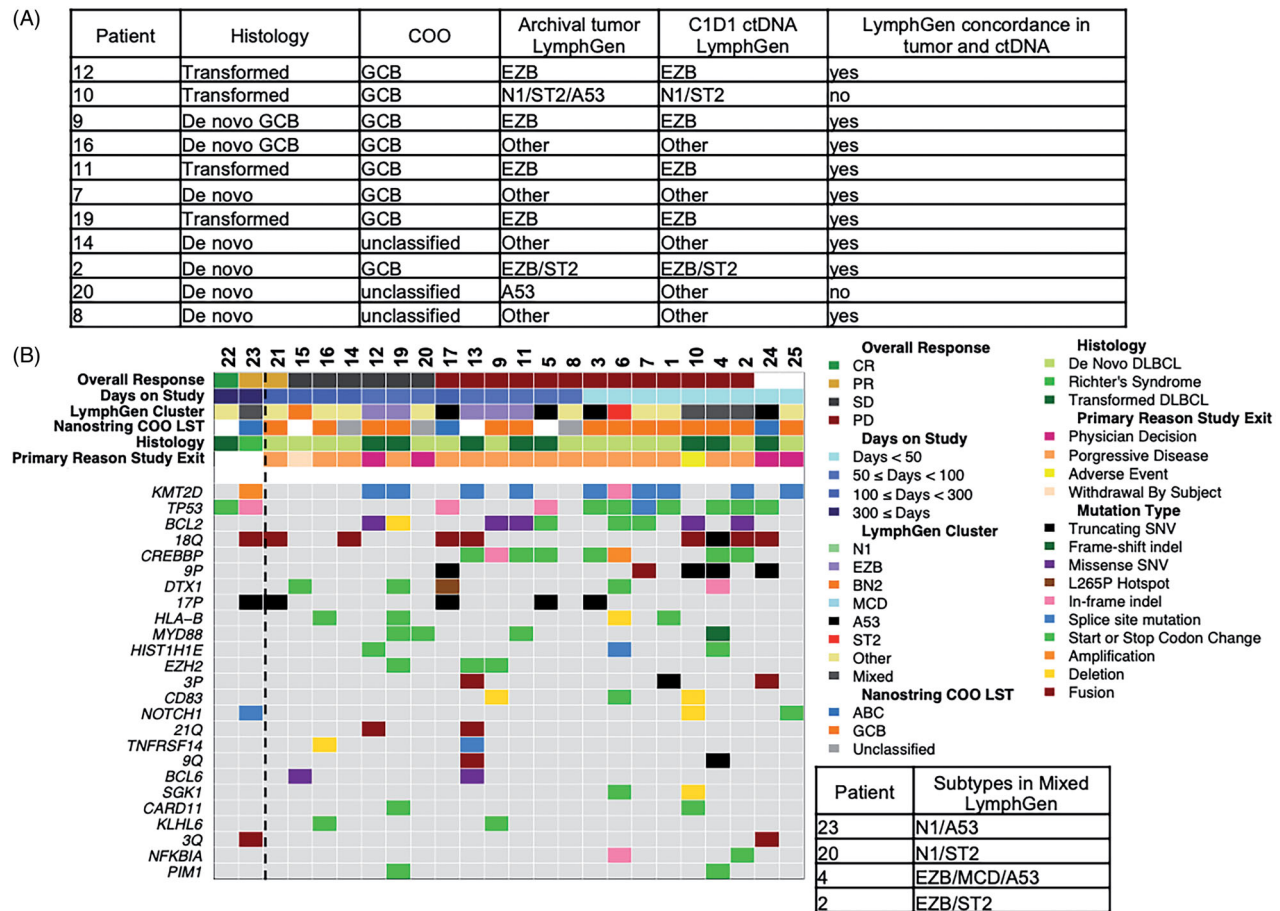 (A)
Patient Histology COO Archival tumor LymphGen C1D1 ctDNA LymphGen LymphGen concordance in tumor and ctDNA
12 Transformed GCB EZB EZB yes
10 Transformed GCB N1/ST2/A53 N1/ST2 no
9 De novo GCB GCB EZB EZB yes
16 De novo GCB GCB Other Other yes
11 Transformed GCB EZB EZB yes
7 De novo GCB Other Other yes
19 Transformed GCB EZB EZB yes
14 De novo unclassified Other Other yes
2 De novo GCB EZB/ST2 EZB/ST2 yes
20 De novo unclassified A53 Other no
8 De novo unclassified Other Other yes
(B)
22 23 21 15 16 14 12 19 20 17 13 9 11 5 8 3 6 7 1 10 4 2 24 25
Overall Response
Days on Study
LymphGen Cluster
Nanostring COO LST
Histology
Primary Reason Study Exit
KMT2D
TP53
BCL2
18Q
CREBBP
9P
DTX1
17P
HLA−B
MYD88
HIST1H1E
EZH2
3P
CD83
NOTCH1
21Q
TNFRSF14
9Q
BCL6
SGK1
CARD11
KLHL6
3Q
NFKBIA
PIM1
Overall Response
CR
PR
SD
PD
Days on Study
Days < 50
50 ≤ Days < 100
100 ≤ Days < 300
300 ≤ Days
LymphGen Cluster
N1
EZB
BN2
MCD
A53
ST2
Other
Mixed
Nanostring COO LST
ABC
GCB
Unclassified
Histology
De Novo DLBCL
Richter's Syndrome
Transformed DLBCL
Primary Reason Study Exit
Physician Decision
Porgressive Disease
Adverse Event
Withdrawal By Subject
Mutation Type
Truncating SNV
Frame-shift indel
Missense SNV
L265P Hotspot
In-frame indel
Splice site mutation
Start or Stop Codon Change
Amplification
Deletion
Fusion
Patient Subtypes in Mixed LymphGen
23 N1/A53
20 N1/ST2
4 EZB/MCD/A53
2 EZB/ST2